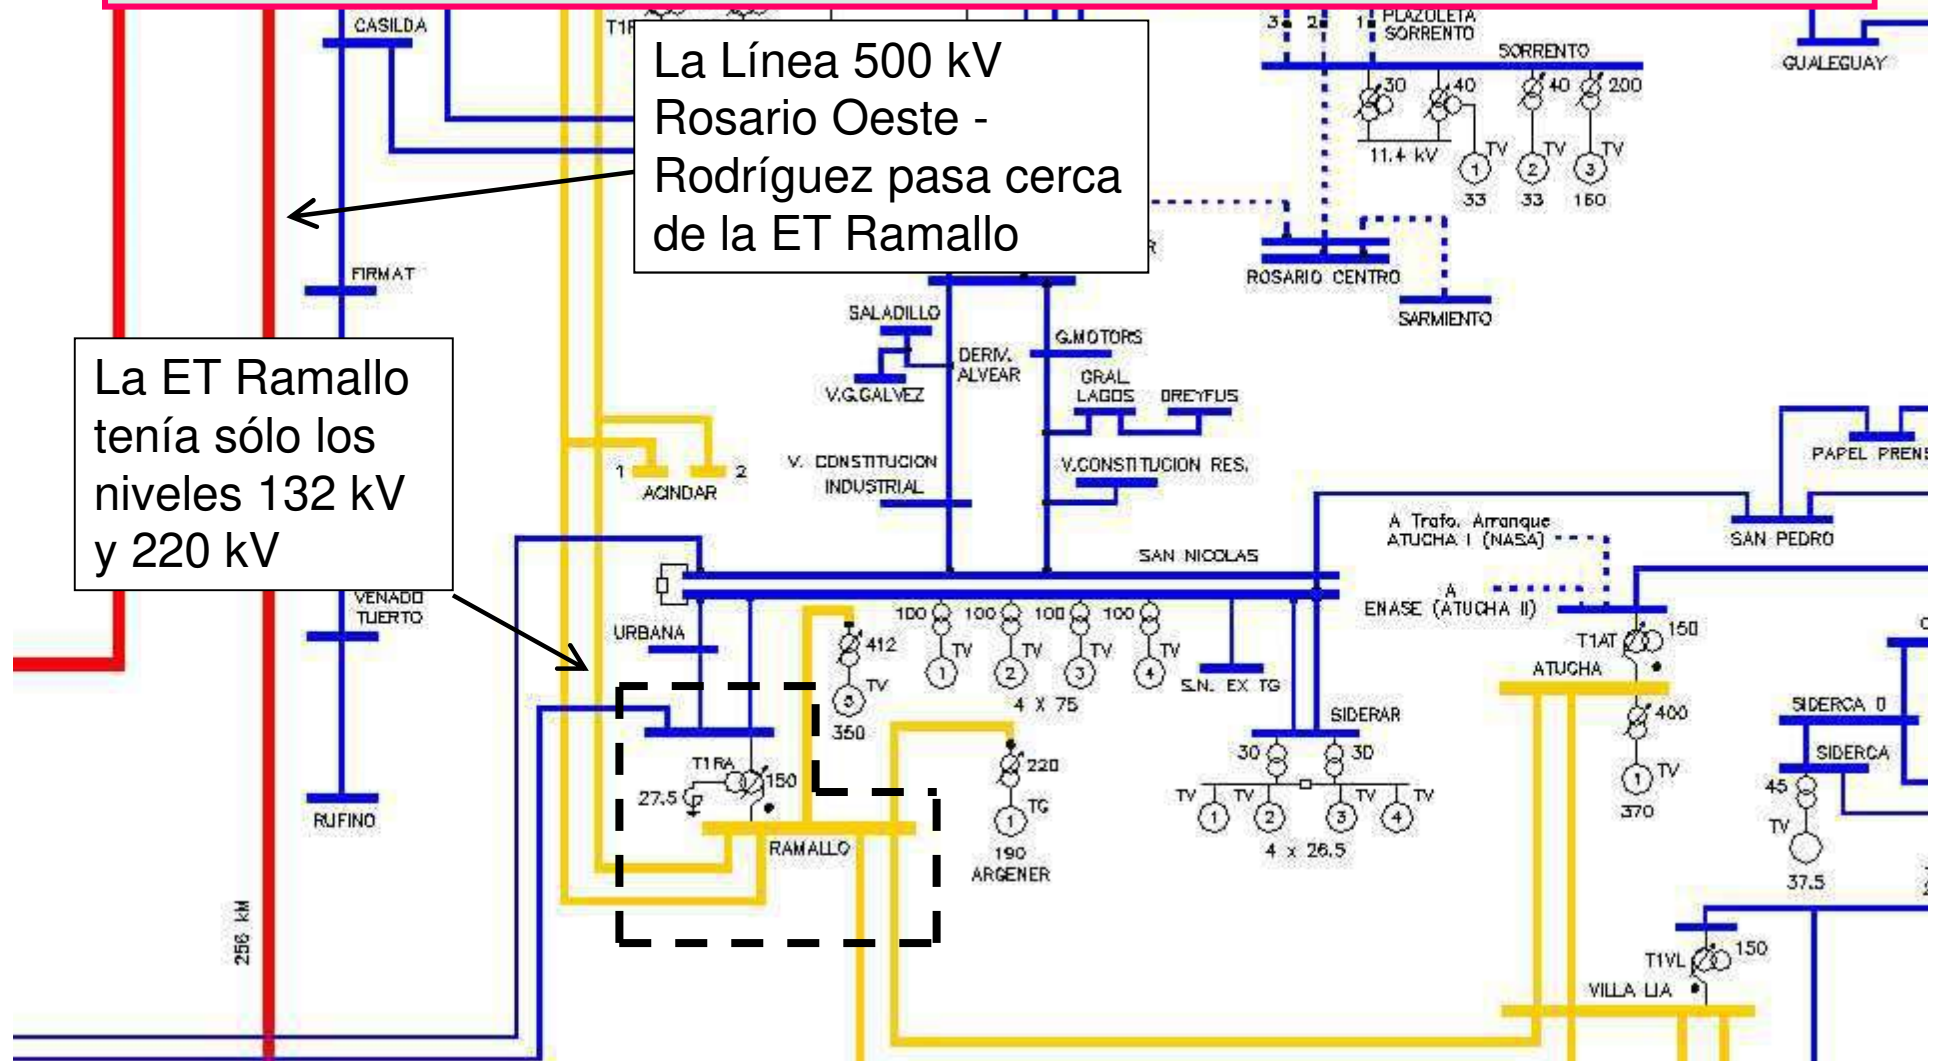 CASILDA
La Línea 500 kV
Rosario Oeste -
Rodríguez pasa cerca
de la ET Ramallo
3 2 1
PLAZOLETA
SORRENTO
SORRENTO
30 40 40 200
11.4 kV
TV TV TV
1 2 3
33 33 160
GUALEGUAY
FIRMAT
ROSARIO CENTRO
SARMIENTO
La ET Ramallo
tenía sólo los
niveles 132 kV
y 220 kV
SALADILLO
DERIV.
ALVEAR
V.G.GALVEZ
G.MOTORS
GRAL.
LAGOS
DREYFUS
1 2
ACINDAR
V. CONSTITUCION
INDUSTRIAL
V.CONSTITUCION RES.
PAPEL PRENS
A Trafo. Arranque
ATUCHA I (NASA)
SAN PEDRO
SAN NICOLAS
A
ENASE (ATUCHA II)
VENADO
TUERTO
URBANA
412
TV
5
350
100 100 100 100
TV TV TV TV
1 2 3 4
4 X 75
S.N. EX TG
T1AT 150
ATUCHA
400
TV
1
370
SIDERCA 0
SIDERCA
45
TV
37.5
SIDERAR
30 30
TV TV TV TV
1 2 3 4
4 x 26.5
T1RA 150
27.5
RAMALLO
220
TG
1
190
ARGENER
RUFINO
256 kM
T1VL 150
VILLA LIA